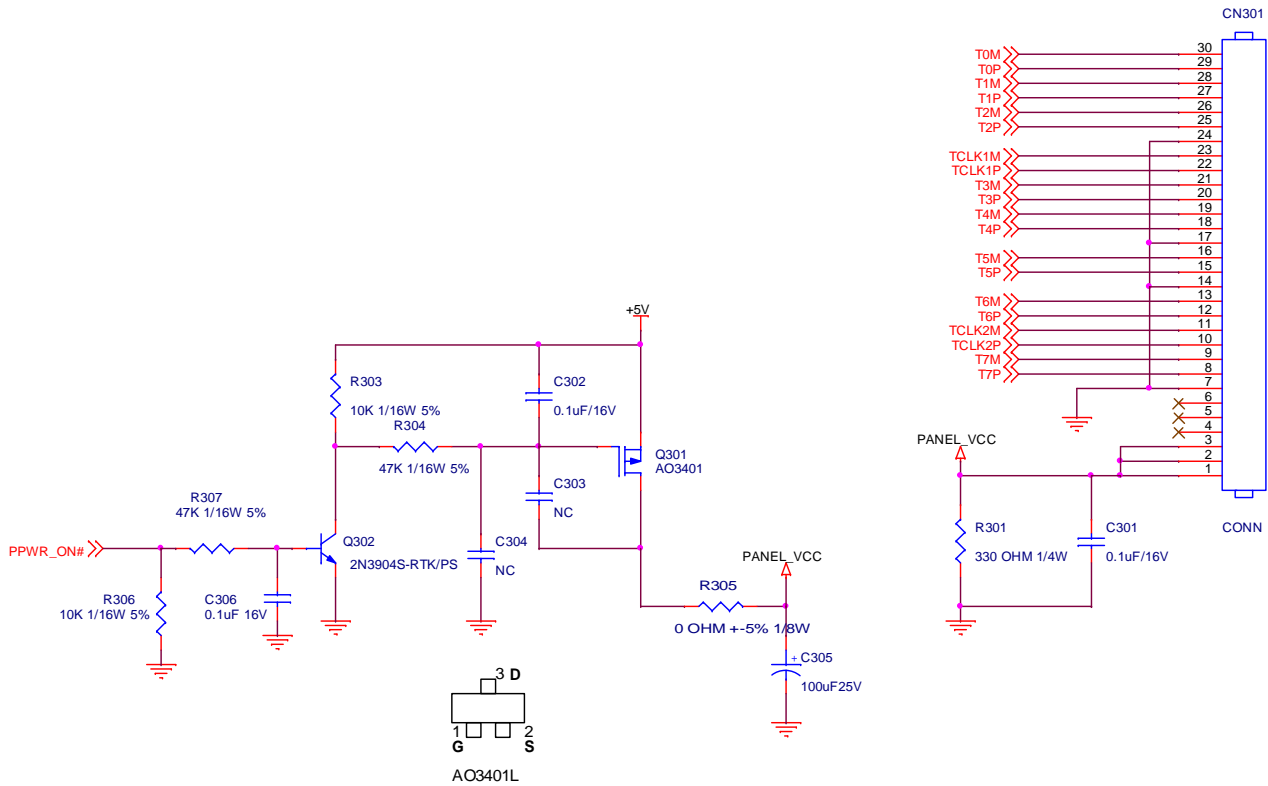 CN301
T0M 30
T0P 29
T1M 28
T1P 27
T2M 26
T2P 25
24
TCLK1M 23
TCLK1P 22
T3M 21
T3P 20
T4M 19
T4P 18
17
T5M 16
T5P 15
14
T6M 13
T6P 12
TCLK2M 11
TCLK2P 10
T7M 9
T7P 8
7
6
5
4
3
2
1
CONN
PANEL_VCC
R301
330 OHM 1/4W
C301
0.1uF/16V
+5V
R303
10K 1/16W 5%
C302
0.1uF/16V
R304
47K 1/16W 5%
Q301
AO3401
C303
NC
R307
47K 1/16W 5%
PPWR_ON#
Q302
2N3904S-RTK/PS
C304
NC
R306
10K 1/16W 5%
C306
0.1uF 16V
PANEL_VCC
R305
0 OHM +-5% 1/8W
+
C305
100uF25V
3 D
1 2
G S
AO3401L